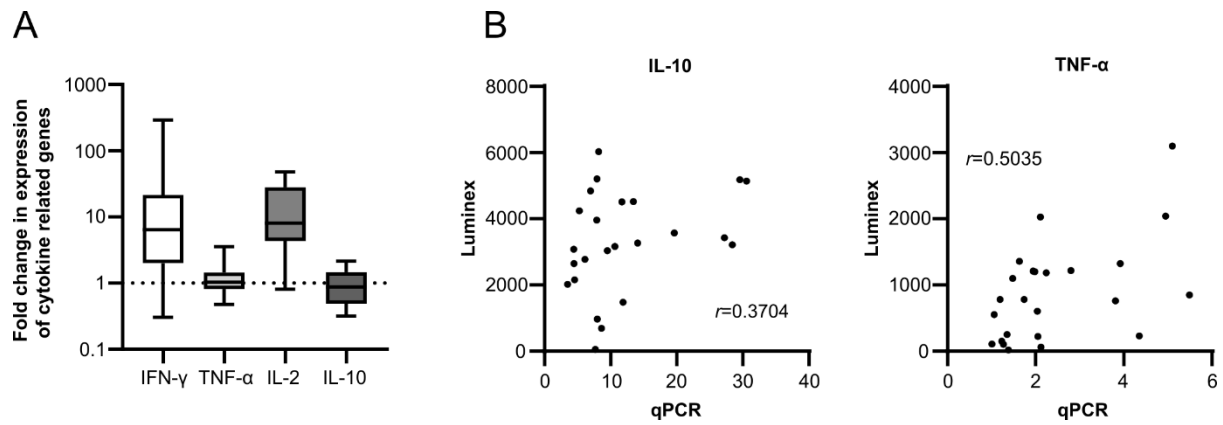 A
Fold change in expression
of cytokine related genes
1000
100
10
1
0.1
IFN-γ TNF-α IL-2 IL-10
B
IL-10
Luminex
8000
6000
4000
2000
0
r=0.3704
0 10 20 30 40
qPCR
TNF-α
Luminex
4000
3000
2000
1000
0
r=0.5035
0 2 4 6
qPCR